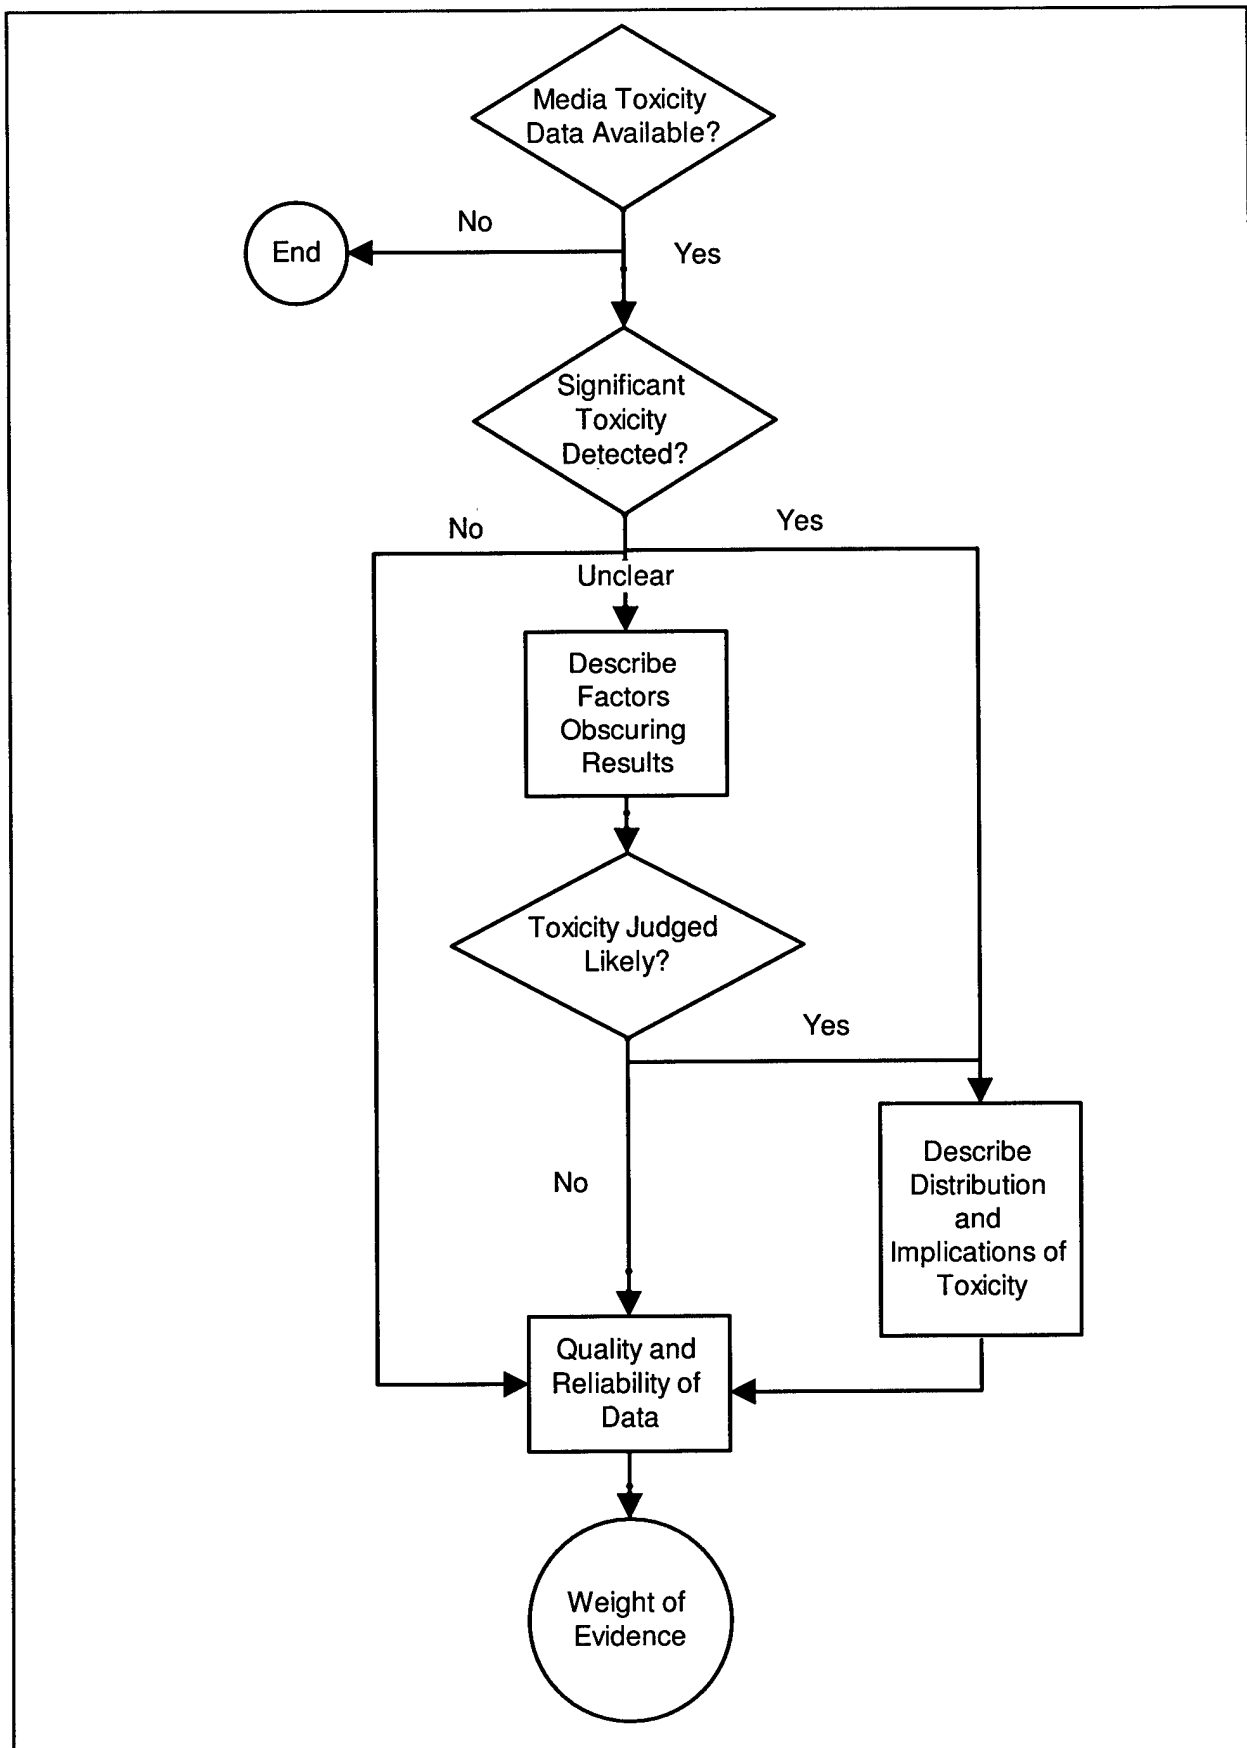 Media Toxicity
Data Available?
No
End
Yes
Significant
Toxicity
Detected?
No
Yes
Unclear
Describe
Factors
Obscuring
Results
Toxicity Judged
Likely?
Yes
No
Describe
Distribution
and
Implications of
Toxicity
Quality and
Reliability of
Data
Weight of
Evidence